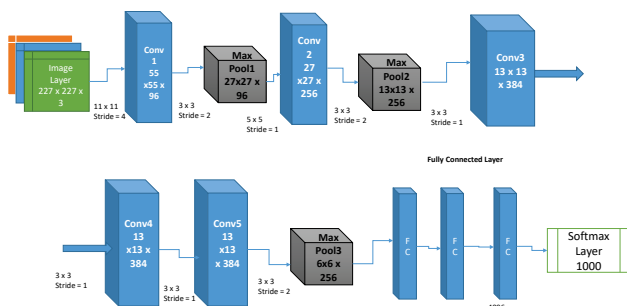 Image
Layer
227 x 227 x
3
11 x 11
Stride = 4
Conv
1
55
x55 x
96
3 x 3
Stride = 2
Max
Pool1
27x27 x
96
5 x 5
Stride = 1
Conv
2
27
x27 x
256
3 x 3
Stride = 2
Max
Pool2
13x13 x
256
3 x 3
Stride = 1
Conv3
13 x 13
x 384
Fully Connected Layer
3 x 3
Stride = 1
Conv4
13
x13 x
384
3 x 3
Stride = 1
Conv5
13
x13
x 384
3 x 3
Stride = 2
Max
Pool3
6x6 x
256
F
C
F
C
F
C
Softmax
Layer
1000